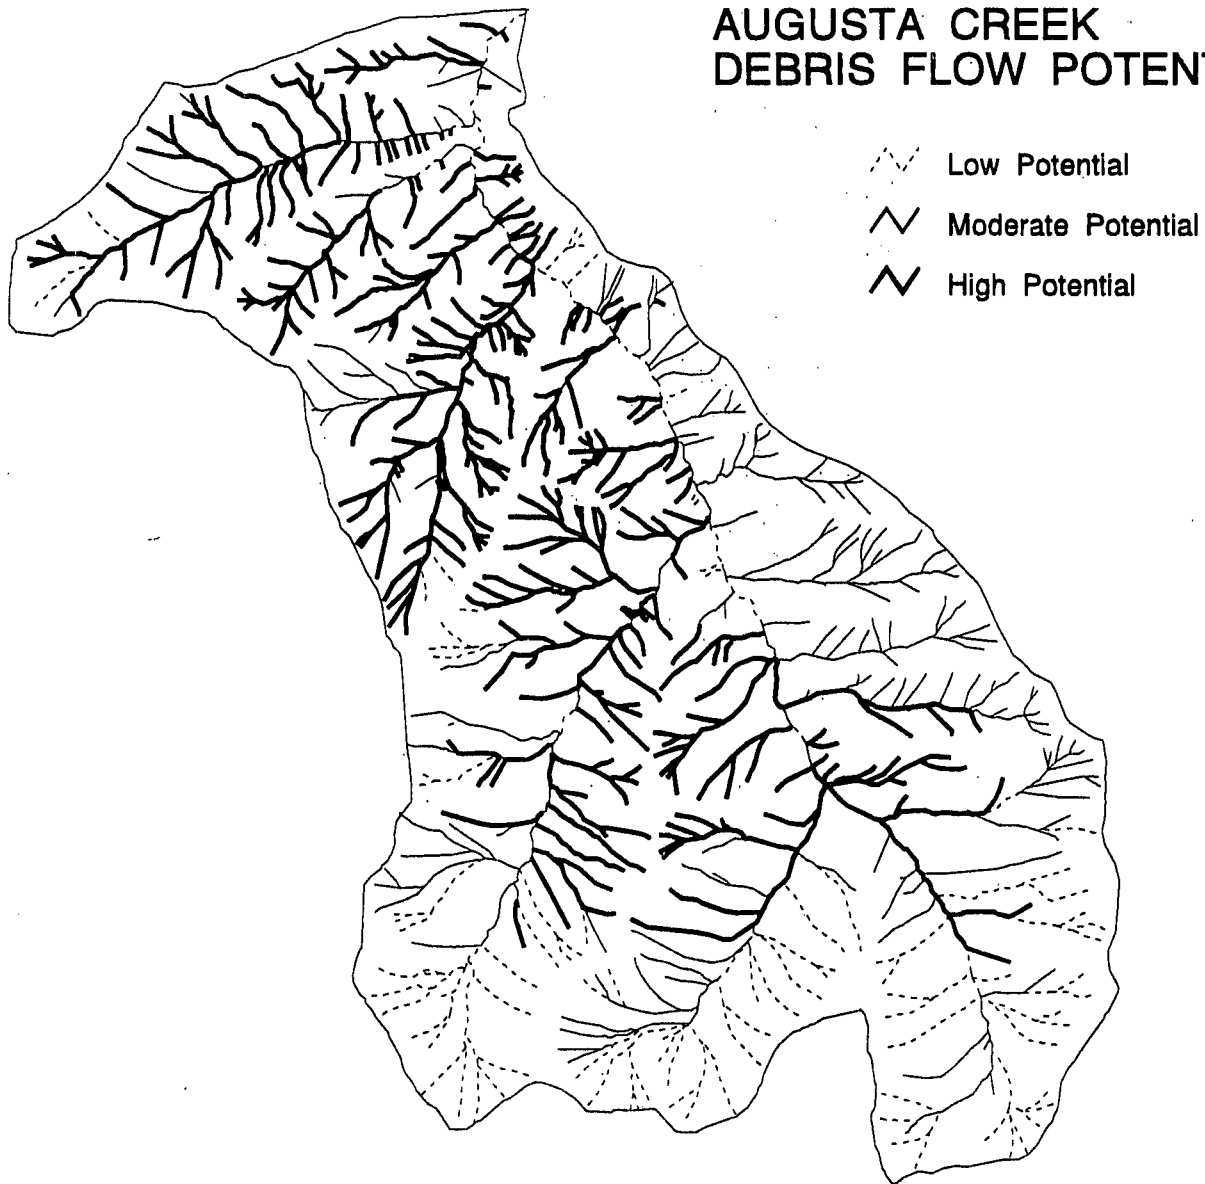 AUGUSTA CREEK
DEBRIS FLOW POTEN
Low Potential
Moderate Potential
High Potential